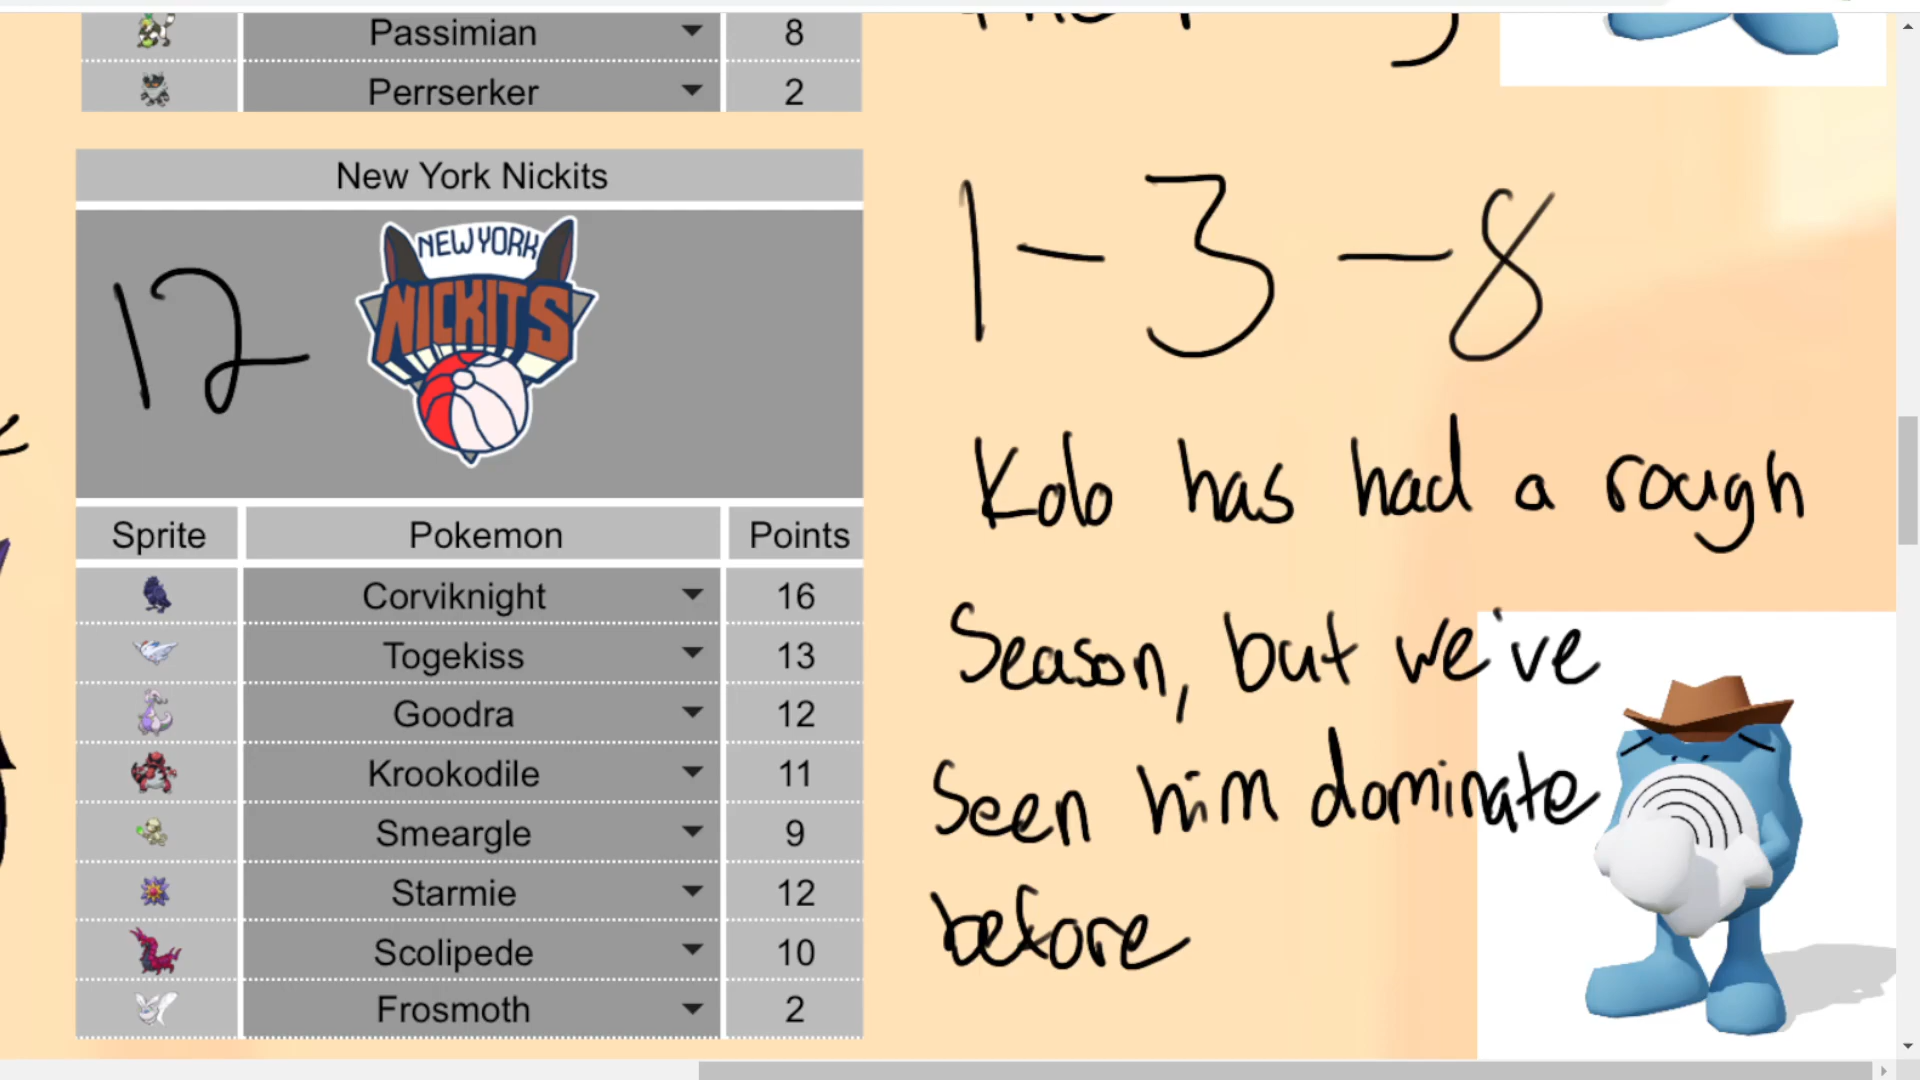 Passimian 8
Perrserker 2
New York Nickits
12
NEW YORK
NICKITS
1-3-8
Kolo has had a rough
Season, but we've
Seen him dominate
before
Sprite Pokemon Points
Corviknight 16
Togekiss 13
Goodra 12
Krookodile 11
Smeargle 9
Starmie 12
Scolipede 10
Frosmoth 2